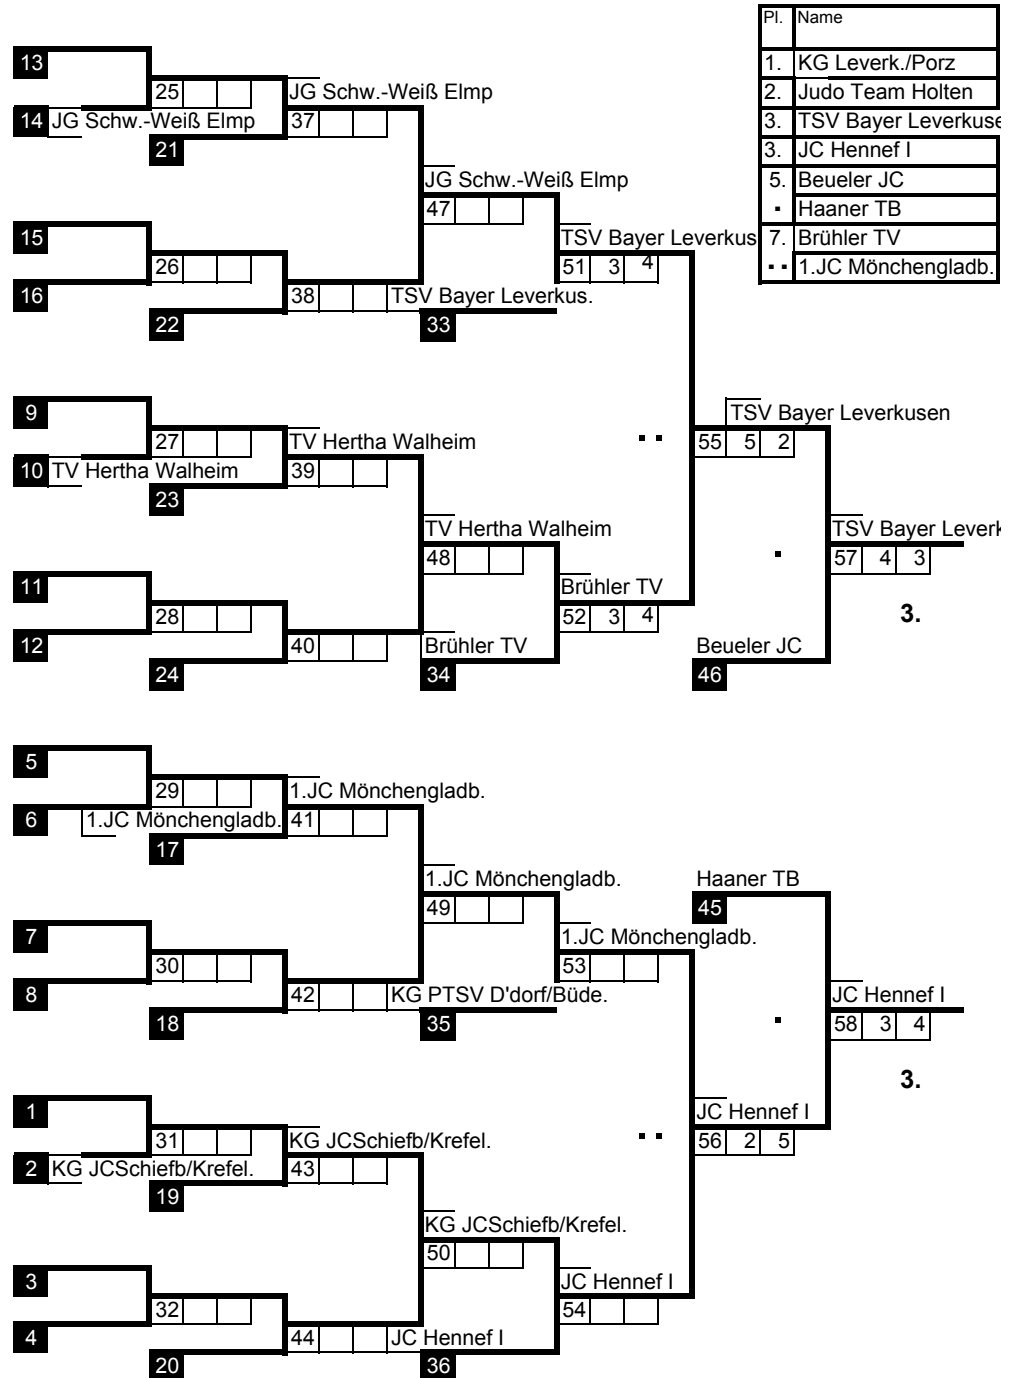 Pl. Name
13
1. KG Leverk./Porz
25 JG Schw.-Weiß Elmp
2. Judo Team Holten
14 JG Schw.-Weiß Elmp 37
3. TSV Bayer Leverkuse
21
3. JC Hennef I
JG Schw.-Weiß Elmp
5. Beueler JC
47
▪ Haaner TB
15
TSV Bayer Leverkus
7. Brühler TV
26
51 3 4
▪ ▪ 1.JC Mönchengladb.
16
38 TSV Bayer Leverkus.
22
33
9
TSV Bayer Leverkusen
27 TV Hertha Walheim
▪ ▪ 55 5 2
10 TV Hertha Walheim 39
23
TV Hertha Walheim
TSV Bayer Leverk
48
▪ 57 4 3
11
Brühler TV
28
52 3 4
3.
12
40 Brühler TV
Beueler JC
24
34
46
5
29 1.JC Mönchengladb.
6 1.JC Mönchengladb. 41
17
1.JC Mönchengladb.
Haaner TB
49
45
7
1.JC Mönchengladb.
30
53
8
42 KG PTSV D'dorf/Büde.
JC Hennef I
18
35
▪ 58 3 4
3.
1
JC Hennef I
31 KG JCSchiefb/Krefel.
▪ ▪ 56 2 5
2 KG JCSchiefb/Krefel. 43
19
KG JCSchiefb/Krefel.
50
3
JC Hennef I
32
54
4
44 JC Hennef I
20
36